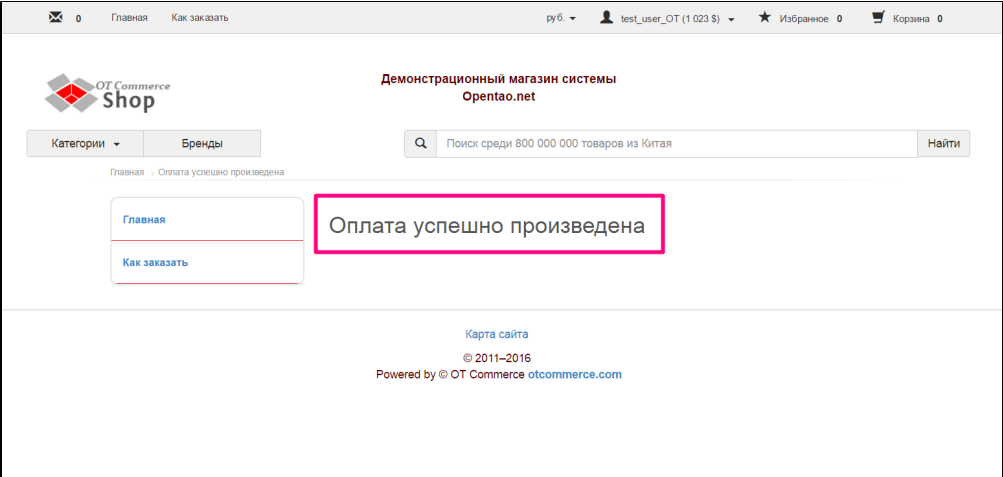 0 Главная Как заказать руб. test_user_OT (1 023 $) Избранное 0 Корзина 0
OT Commerce
Shop
Демонстрационный магазин системы
Opentao.net
Категории Бренды Поиск среди 800 000 000 товаров из Китая Найти
Главная > Оплата успешно произведена
Главная
Как заказать
Оплата успешно произведена
Карта сайта
© 2011–2016
Powered by © OT Commerce otcommerce.com